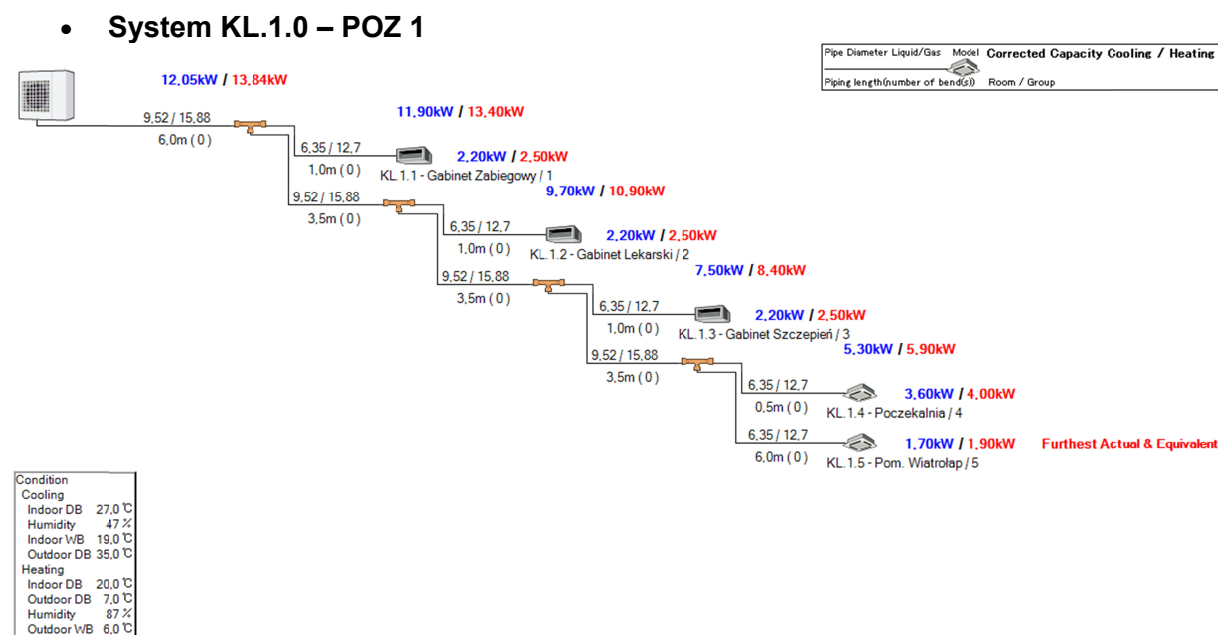 • System KL.1.0 – POZ 1
Pipe Diameter Liquid/Gas Model Corrected Capacity Cooling / Heating
Piping length(number of bend(s)) Room / Group
12,05kW / 13,84kW
9,52 / 15,88
6,0m ( 0 )
11,90kW / 13,40kW
6,35 / 12,7
1,0m ( 0 )
2,20kW / 2,50kW
KL.1.1 - Gabinet Zabiegowy / 1
9,70kW / 10,90kW
9,52 / 15,88
3,5m ( 0 )
6,35 / 12,7
1,0m ( 0 )
2,20kW / 2,50kW
KL.1.2 - Gabinet Lekarski / 2
7,50kW / 8,40kW
9,52 / 15,88
3,5m ( 0 )
6,35 / 12,7
1,0m ( 0 )
2,20kW / 2,50kW
KL.1.3 - Gabinet Szczepień / 3
5,30kW / 5,90kW
9,52 / 15,88
3,5m ( 0 )
6,35 / 12,7
0,5m ( 0 )
3,60kW / 4,00kW
KL.1.4 - Poczekalnia / 4
6,35 / 12,7
6,0m ( 0 )
1,70kW / 1,90kW Furthest Actual & Equivalent
KL.1.5 - Pom. Wiatrołap / 5
Condition
Cooling
Indoor DB 27,0 ℃
Humidity 47 %
Indoor WB 19,0 ℃
Outdoor DB 35,0 ℃
Heating
Indoor DB 20,0 ℃
Outdoor DB 7,0 ℃
Humidity 87 %
Outdoor WB 6,0 ℃